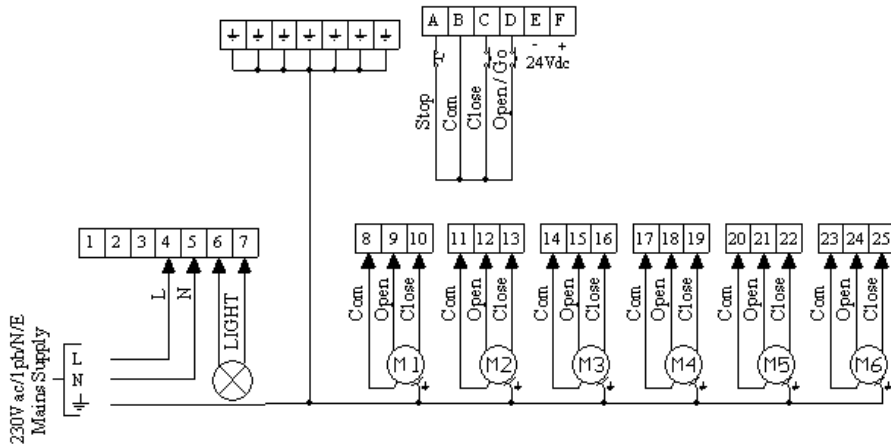 A B C D E F
- +
24Vdc
Stop
Com
Close
Open/Go
1 2 3 4 5 6 7
8 9 10
11 12 13
14 15 16
17 18 19
20 21 22
23 24 25
L
N
LIGHT
Com
Open
Close
Com
Open
Close
Com
Open
Close
Com
Open
Close
Com
Open
Close
Com
Open
Close
M1
M2
M3
M4
M5
M6
230V ac/1ph/N/E
Mains Supply
L
N